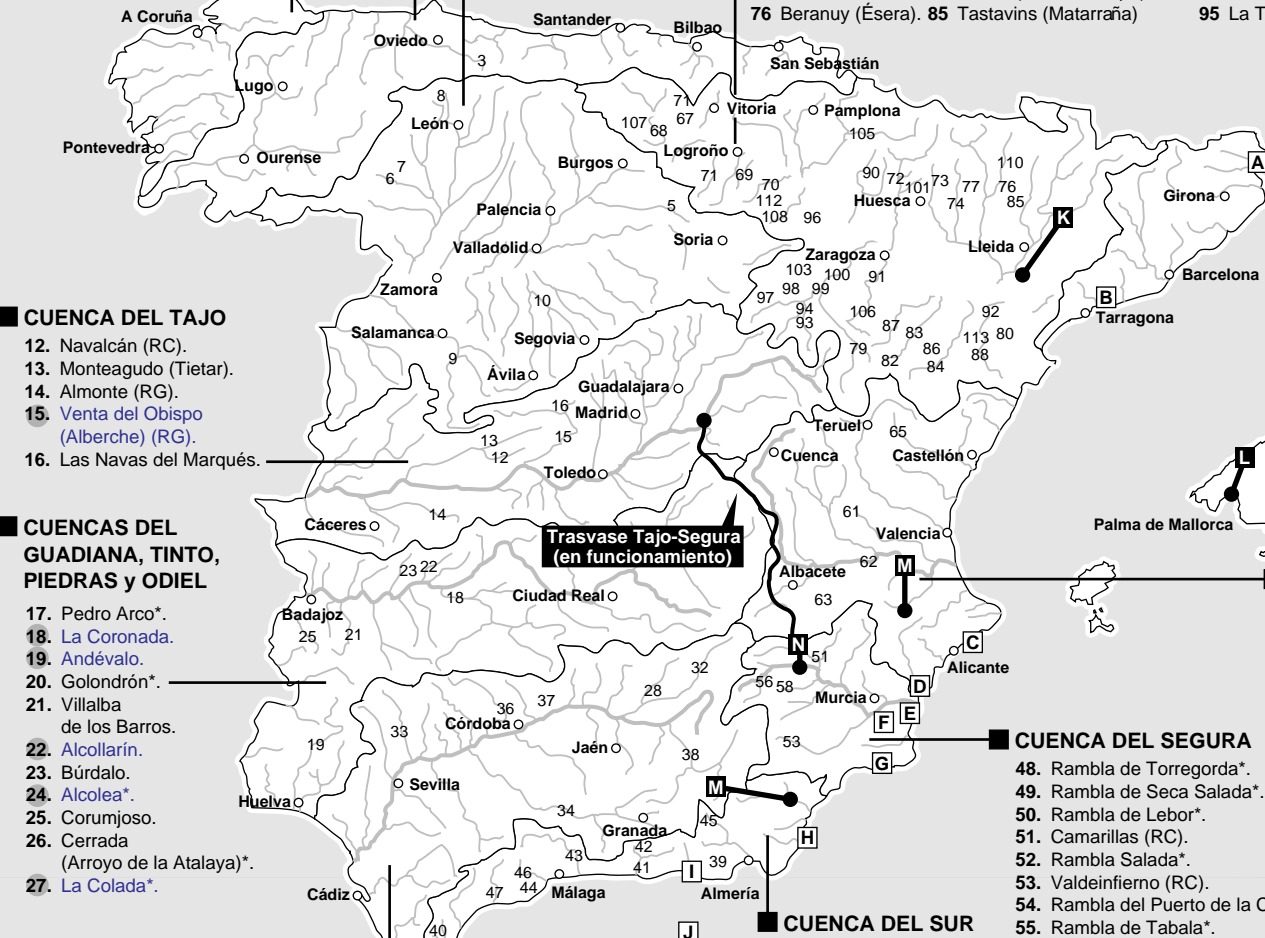 76 Beranuy (Ésera). 85 Tastavins (Matarraña) 95 La T
A Coruña
Santander
Bilbao
Oviedo
San Sebastián
3
Lugo
8
71
Vitoria
Pamplona
León
107
67
68
105
Pontevedra
Ourense
Logroño
Burgos
110
A
7
6
71
69
70
90
72
101
73
77
76
Girona
112
Huesca
74
85
Palencia
5
108
96
K
Valladolid
Soria
Lleida
Zaragoza
103
100
91
Barcelona
Zamora
98
99
97
B
10
94
106
92
Tarragona
CUENCA DEL TAJO
93
87
83
113
80
12. Navalcán (RC).
Salamanca
Segovia
79
86
88
13. Monteagudo (Tietar).
9
82
84
14. Almonte (RG).
Ávila
Guadalajara
15. Venta del Obispo
(Alberche) (RG).
16
Madrid
Teruel
65
16. Las Navas del Marqués.
13
15
12
Cuenca
Castellón
L
Toledo
CUENCAS DEL
GUADIANA, TINTO,
PIEDRAS y ODIEL
Cáceres
14
61
Palma de Mallorca
Trasvase Tajo-Segura
(en funcionamiento)
Valencia
23
22
Albacete
62
M
17. Pedro Arco*.
18
Ciudad Real
63
18. La Coronada.
Badajoz
19. Andévalo.
25
21
C
20. Golondrón*.
N
51
Alicante
21. Villalba
de los Barros.
32
56
58
D
22. Alcollarín.
28
Murcia
E
23. Búrdalo.
36
37
F
24. Alcolea*.
Córdoba
25. Corumjoso.
19
33
Jaén
38
53
G
CUENCA DEL SEGURA
26. Cerrada
(Arroyo de la Atalaya)*.
27. La Colada*.
48. Rambla de Torregorda*.
49. Rambla de Seca Salada*.
50. Rambla de Lebor*.
51. Camarillas (RC).
52. Rambla Salada*.
53. Valdeinfierno (RC).
54. Rambla del Puerto de la C
55. Rambla de Tabala*.
Sevilla
M
Huelva
34
Granada
45
H
42
43
41
39
46
I
Almería
47
44
Málaga
Cádiz
40
J
CUENCA DEL SUR